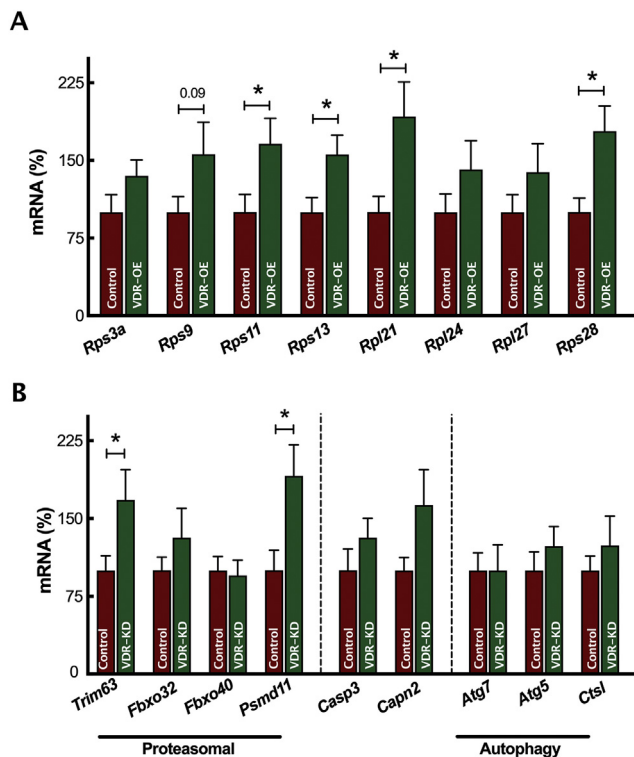 A
mRNA (%)
225
150
75
0
0.09
*
*
*
*
Control
VDR-OE
Control
VDR-OE
Control
VDR-OE
Control
VDR-OE
Control
VDR-OE
Control
VDR-OE
Control
VDR-OE
Control
VDR-OE
Rps3a
Rps9
Rps11
Rps13
Rpl21
Rpl24
Rpl27
Rps28
B
mRNA (%)
225
150
75
0
*
*
Control
VDR-KD
Control
VDR-KD
Control
VDR-KD
Control
VDR-KD
Control
VDR-KD
Control
VDR-KD
Control
VDR-KD
Control
VDR-KD
Control
VDR-KD
Trim63
Fbxo32
Fbxo40
Psmd11
Casp3
Capn2
Atg7
Atg5
Ctsl
Proteasomal
Autophagy